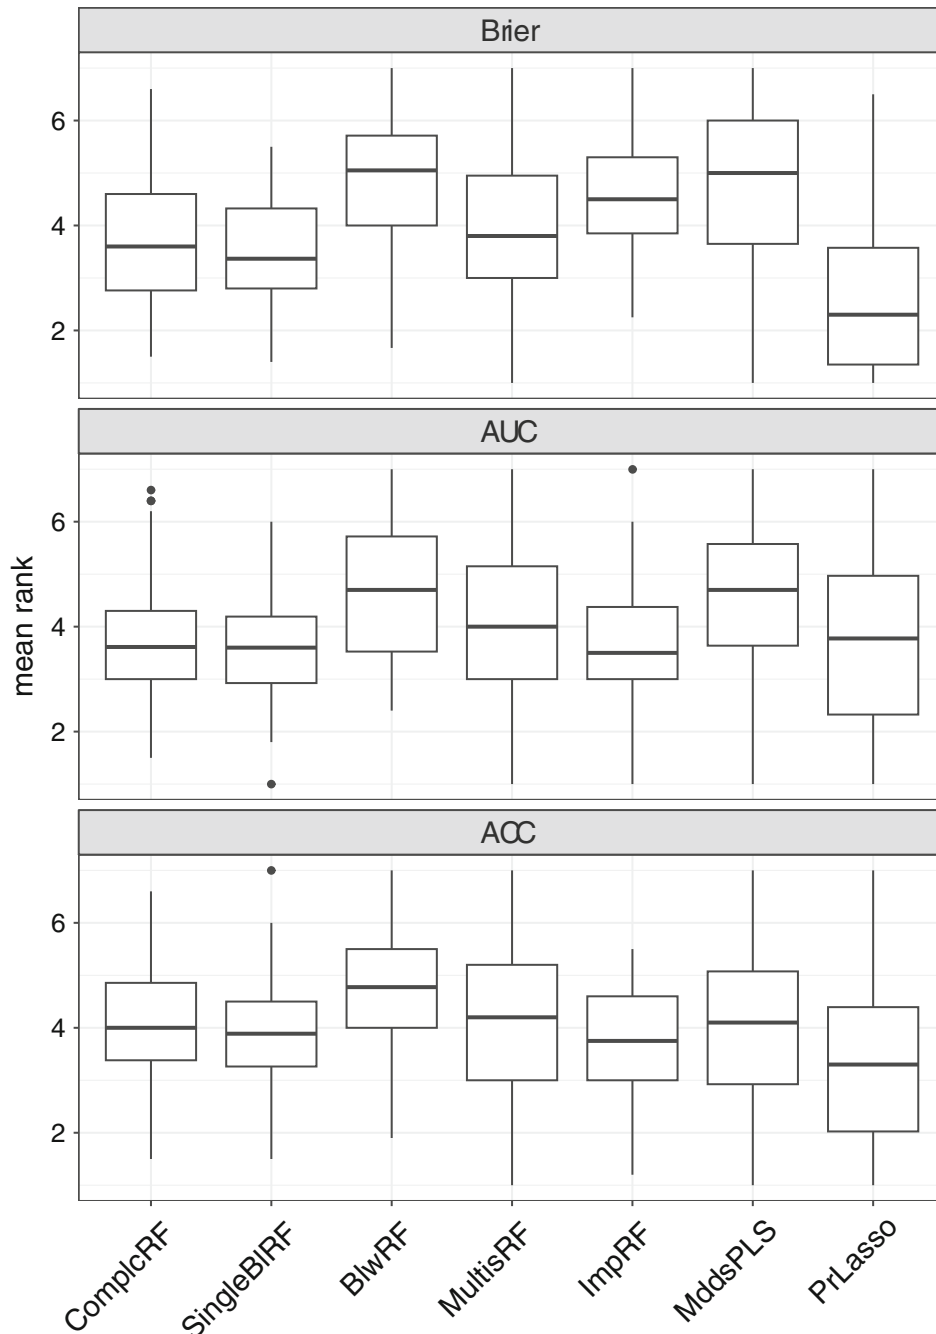 Brier
6
4
2
AUC
6
4
2
mean rank
ACC
6
4
2
ComplcRF
SingleBlRF
BlwRF
MultisRF
ImpRF
MddsPLS
PrLasso